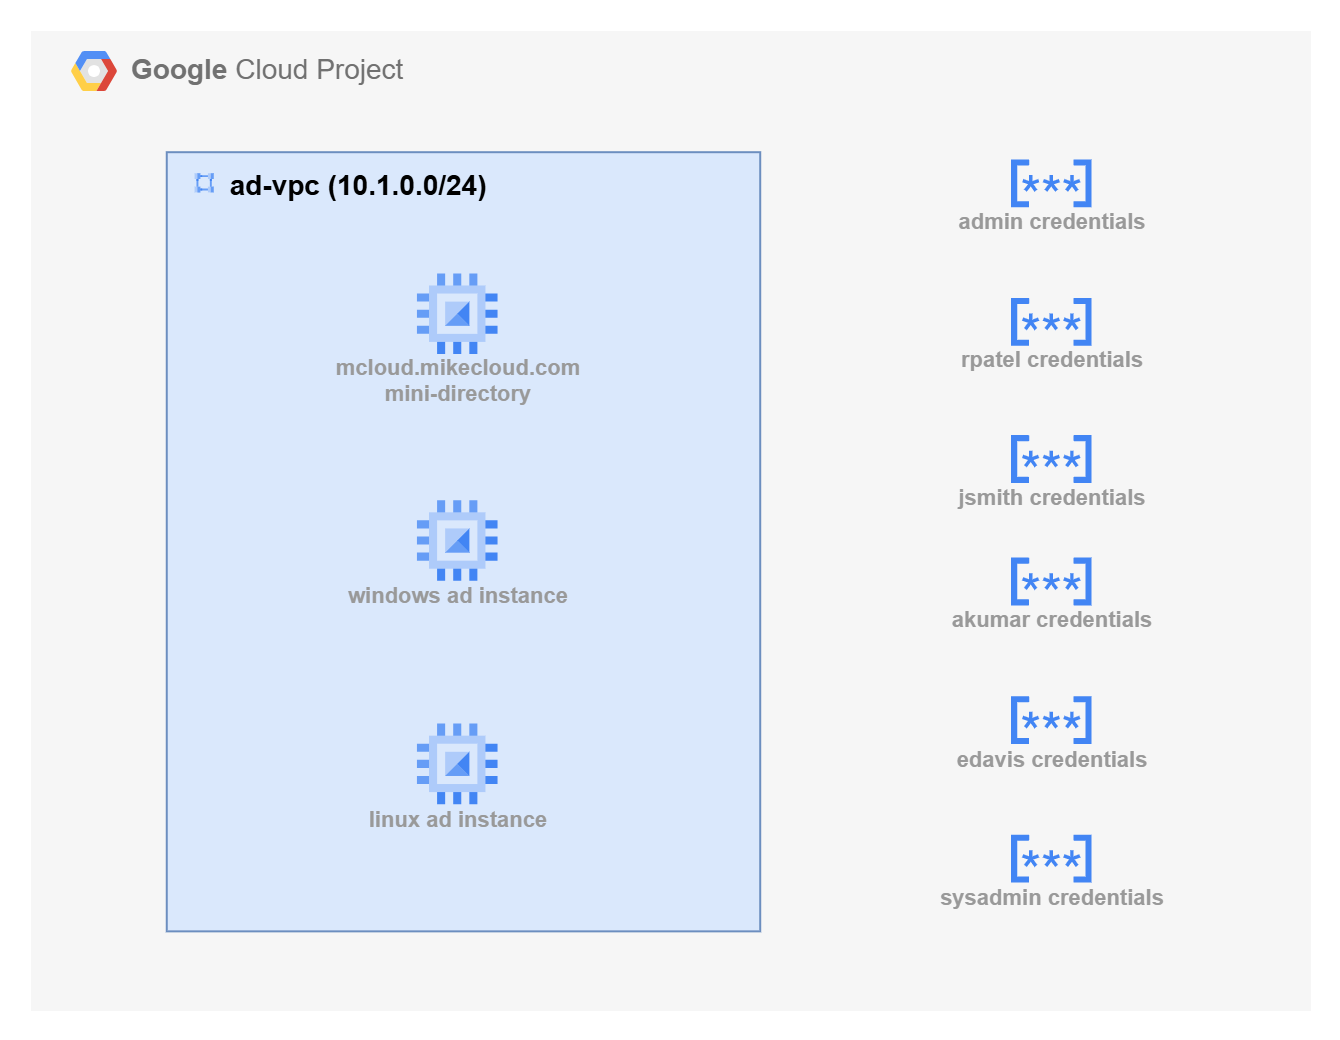 Google Cloud Project
ad-vpc (10.1.0.0/24)
mcloud.mikecloud.com
mini-directory
windows ad instance
linux ad instance
[***]
admin credentials
[***]
rpatel credentials
[***]
jsmith credentials
[***]
akumar credentials
[***]
edavis credentials
[***]
sysadmin credentials